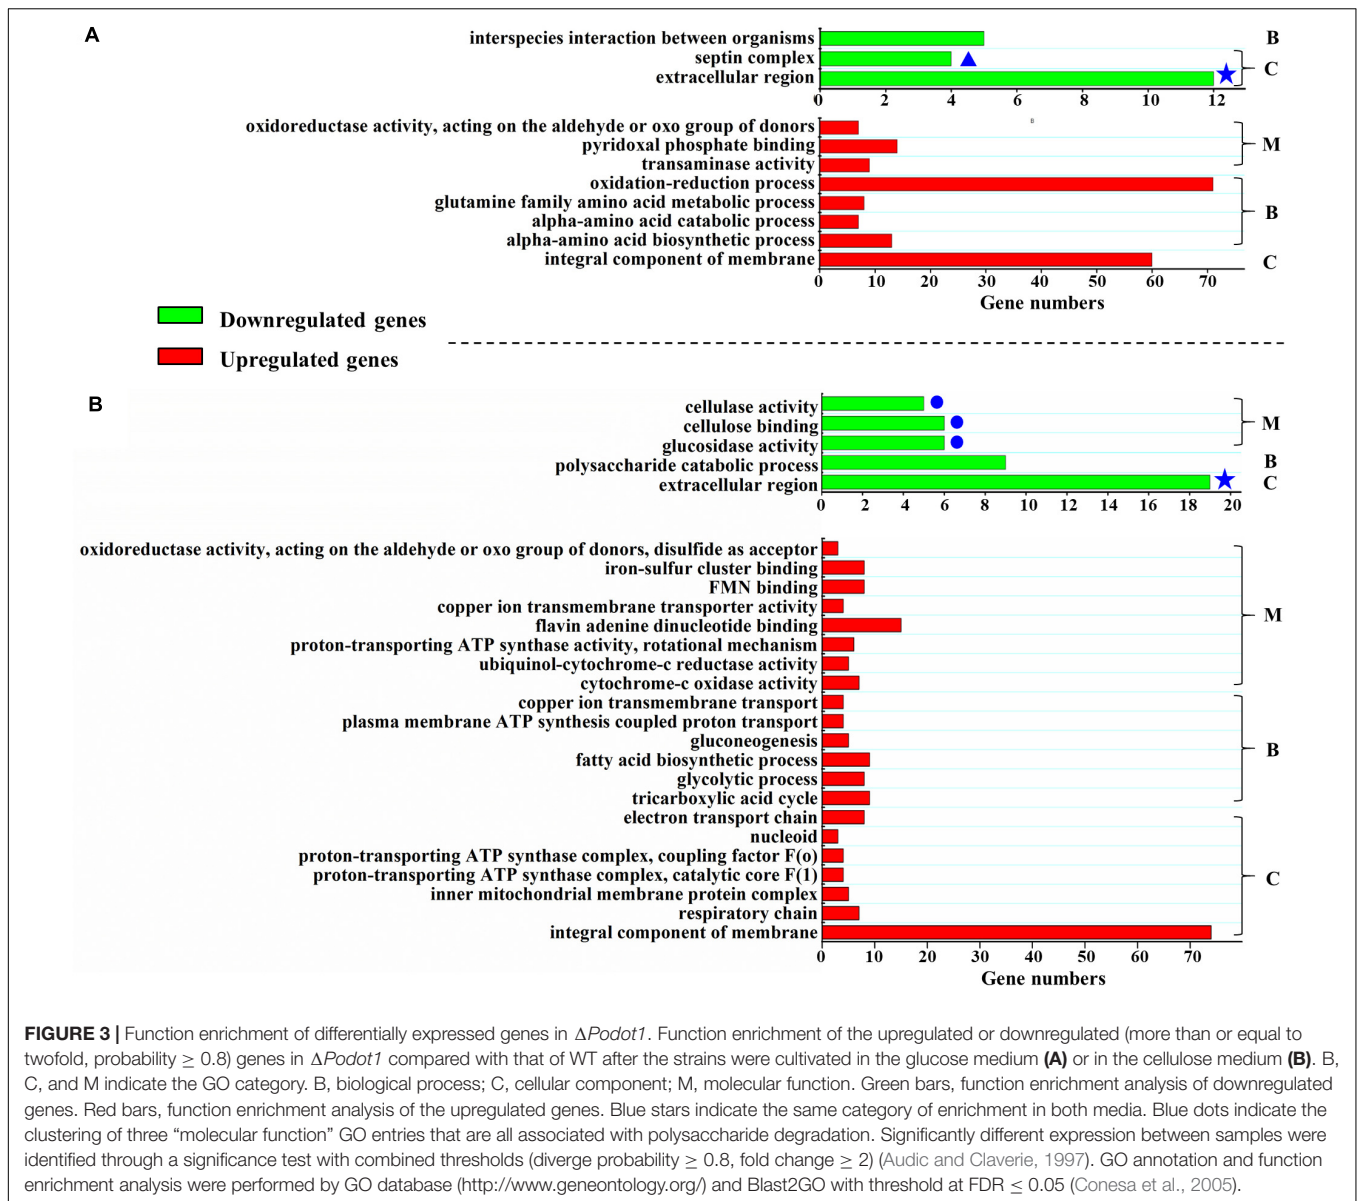 A
interspecies interaction between organisms B
septin complex
extracellular region C
0 2 4 6 8 10 12
oxidoreductase activity, acting on the aldehyde or oxo group of donors
pyridoxal phosphate binding M
transaminase activity
oxidation-reduction process
glutamine family amino acid metabolic process
alpha-amino acid catabolic process B
alpha-amino acid biosynthetic process
integral component of membrane C
0 10 20 30 40 50 60 70
Gene numbers
Downregulated genes
Upregulated genes
B
cellulase activity
cellulose binding M
glucosidase activity
polysaccharide catabolic process B
extracellular region C
0 2 4 6 8 10 12 14 16 18 20
oxidoreductase activity, acting on the aldehyde or oxo group of donors, disulfide as acceptor
iron-sulfur cluster binding
FMN binding
copper ion transmembrane transporter activity
flavin adenine dinucleotide binding M
proton-transporting ATP synthase activity, rotational mechanism
ubiquinol-cytochrome-c reductase activity
cytochrome-c oxidase activity
copper ion transmembrane transport
plasma membrane ATP synthesis coupled proton transport
gluconeogenesis B
fatty acid biosynthetic process
glycolytic process
tricarboxylic acid cycle
electron transport chain
nucleoid
proton-transporting ATP synthase complex, coupling factor F(o)
proton-transporting ATP synthase complex, catalytic core F(1) C
inner mitochondrial membrane protein complex
respiratory chain
integral component of membrane
0 10 20 30 40 50 60 70
Gene numbers
FIGURE 3 | Function enrichment of differentially expressed genes in ΔPodot1. Function enrichment of the upregulated or downregulated (more than or equal to
twofold, probability ≥ 0.8) genes in ΔPodot1 compared with that of WT after the strains were cultivated in the glucose medium (A) or in the cellulose medium (B). B,
C, and M indicate the GO category. B, biological process; C, cellular component; M, molecular function. Green bars, function enrichment analysis of downregulated
genes. Red bars, function enrichment analysis of the upregulated genes. Blue stars indicate the same category of enrichment in both media. Blue dots indicate the
clustering of three “molecular function” GO entries that are all associated with polysaccharide degradation. Significantly different expression between samples were
identified through a significance test with combined thresholds (diverge probability ≥ 0.8, fold change ≥ 2) (Audic and Claverie, 1997). GO annotation and function
enrichment analysis were performed by GO database (http://www.geneontology.org/) and Blast2GO with threshold at FDR ≤ 0.05 (Conesa et al., 2005).